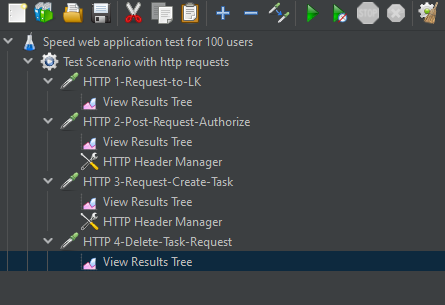 Speed web application test for 100 users
Test Scenario with http requests
HTTP 1-Request-to-LK
View Results Tree
HTTP 2-Post-Request-Authorize
View Results Tree
HTTP Header Manager
HTTP 3-Request-Create-Task
View Results Tree
HTTP Header Manager
HTTP 4-Delete-Task-Request
View Results Tree